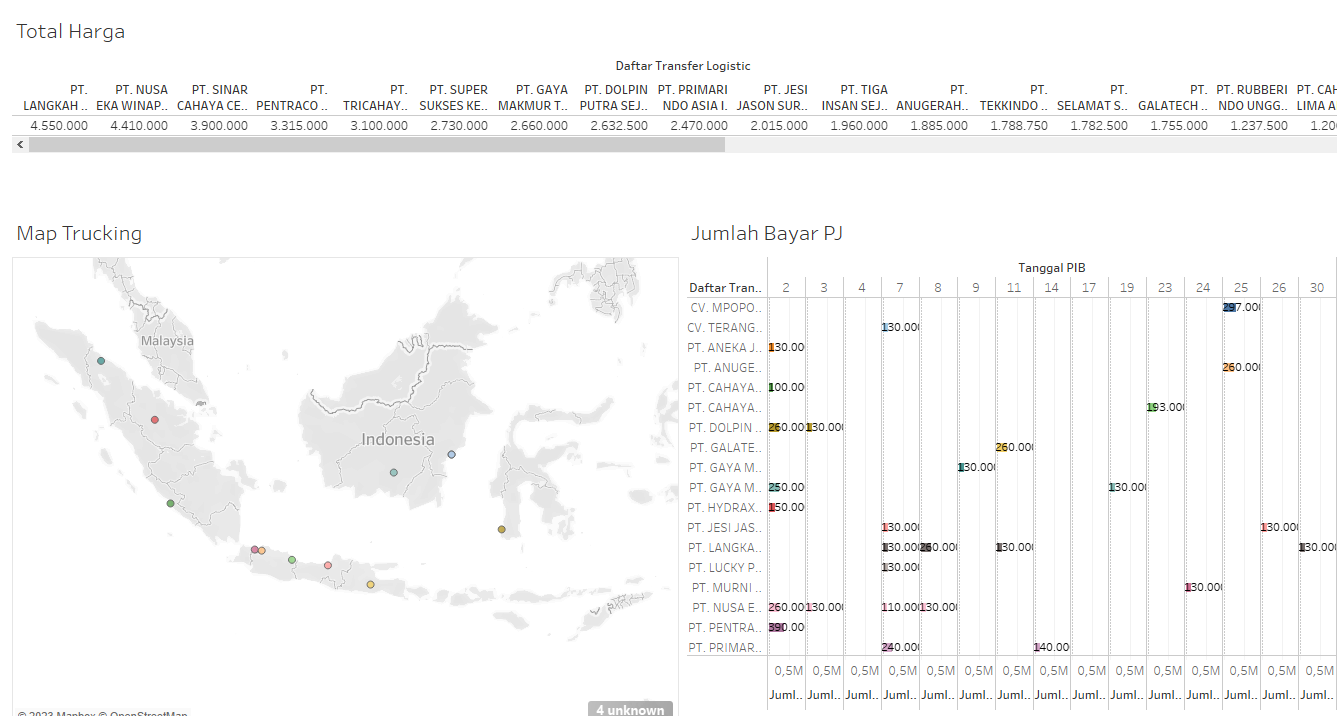 Total Harga
Daftar Transfer Logistic
PT. PT. NUSA PT. SINAR PT. PT. PT. SUPER PT. GAYA PT. DOLPIN PT. PRIMARI PT. JESI PT. TIGA PT. PT. PT. PT. PT. RUBBERI PT. CAH
LANGKAH .. EKA WINAP.. CAHAYA CE.. PENTRACO .. TRICAHAY.. SUKSES KE.. MAKMUR T.. PUTRA SEJ.. NDO ASIA I. JASON SUR.. INSAN SEJ.. ANUGERAH.. TEKKINDO .. SELAMAT S.. GALATECH .. NDO UNGG.. LIMA A
4.550.000 4.410.000 3.900.000 3.315.000 3.100.000 2.730.000 2.660.000 2.632.500 2.470.000 2.015.000 1.960.000 1.885.000 1.788.750 1.782.500 1.755.000 1.237.500 1.20
Map Trucking
Malaysia
Indonesia
© 2023 Mapbox © OpenStreetMap
4 unknown
Jumlah Bayar PJ
Tanggal PIB
Daftar Tran.. 2 3 4 7 8 9 11 14 17 19 23 24 25 26 30
CV. MPOPO.. 297.000
CV. TERANG.. 130.000
PT. ANEKA J.. 130.00
PT. ANUGE.. 260.000
PT. CAHAYA.. 100.00
PT. CAHAYA.. 193.000
PT. DOLPIN .. 260.00 130.000
PT. GALATE.. 260.000
PT. GAYA M.. 130.000
PT. GAYA M.. 250.00 130.000
PT. HYDRAX.. 150.00
PT. JESI JAS.. 130.000 130.000
PT. LANGKA.. 130.000 260.000 130.000 130.000
PT. LUCKY P.. 130.000
PT. MURNI .. 130.000
PT. NUSA E.. 260.00 130.000 110.000 130.000
PT. PENTRA.. 390.00
PT. PRIMAR.. 240.000 140.000
0,5M 0,5M 0,5M 0,5M 0,5M 0,5M 0,5M 0,5M 0,5M 0,5M 0,5M 0,5M 0,5M 0,5M 0,5M
Juml.. Juml.. Juml.. Juml.. Juml.. Juml.. Juml.. Juml.. Juml.. Juml.. Juml.. Juml.. Juml.. Juml.. Juml..